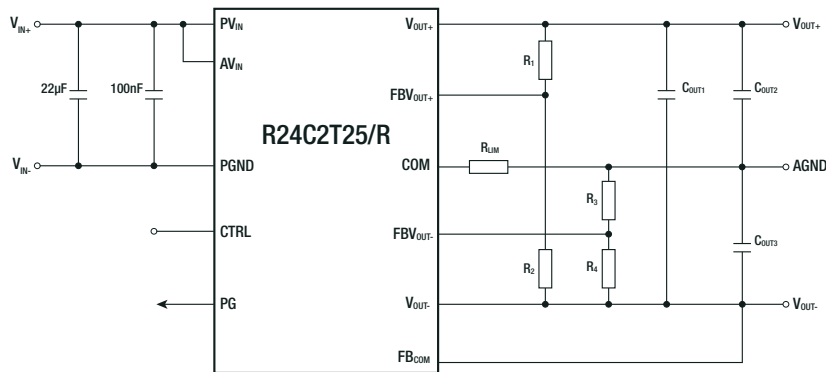 VIN+
PVIN
VOUT+
VOUT+
R1
AVIN
22µF
100nF
FBVOUT+
COUT1
COUT2
R24C2T25/R
RLIM
VIN-
PGND
COM
AGND
R3
CTRL
FBVOUT-
COUT3
R2
R4
PG
VOUT-
VOUT-
FBCOM